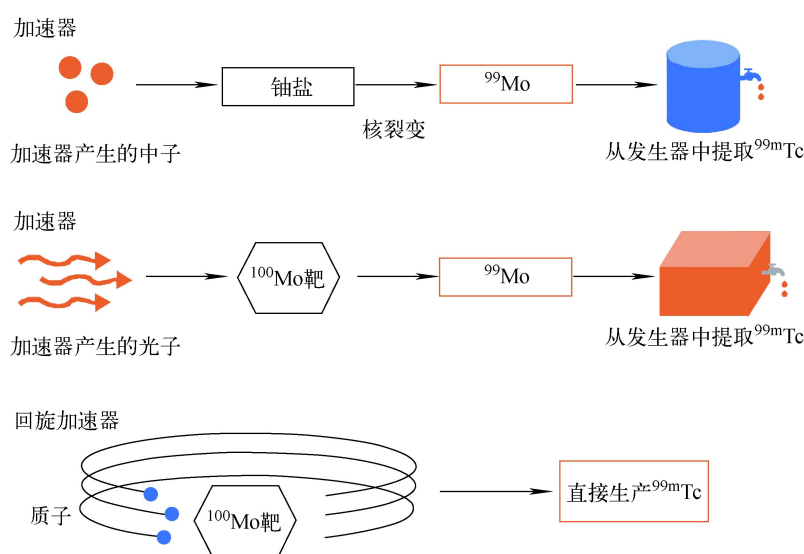 加速器
铀盐
⁹⁹Mo
核裂变
加速器产生的中子
从发生器中提取⁹⁹ᵐTc
加速器
¹⁰⁰Mo靶
⁹⁹Mo
加速器产生的光子
从发生器中提取⁹⁹ᵐTc
回旋加速器
质子
¹⁰⁰Mo靶
直接生产⁹⁹ᵐTc